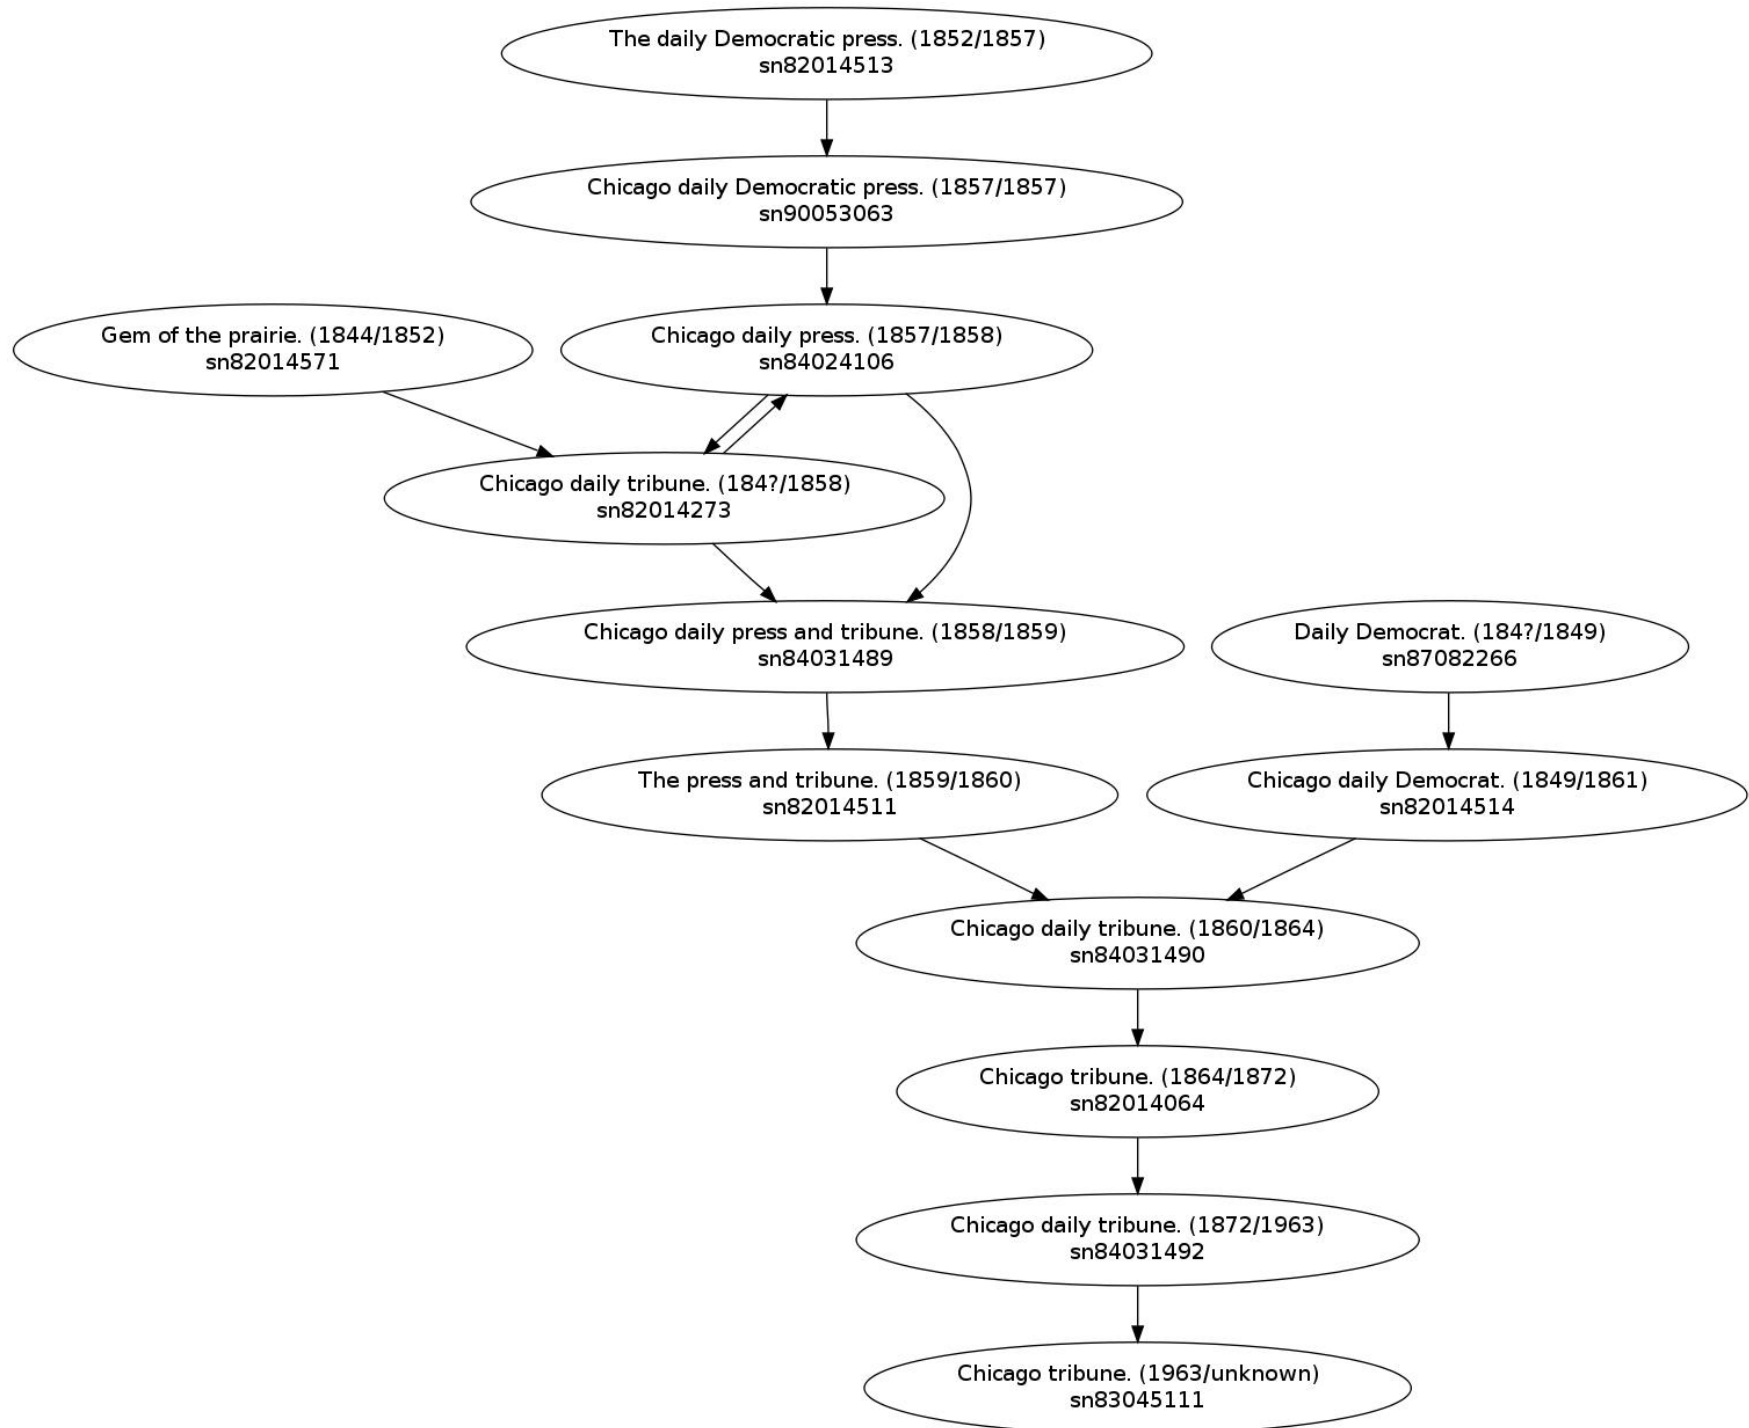 The daily Democratic press. (1852/1857)
sn82014513
Chicago daily Democratic press. (1857/1857)
sn90053063
Gem of the prairie. (1844/1852)
sn82014571
Chicago daily press. (1857/1858)
sn84024106
Chicago daily tribune. (184?/1858)
sn82014273
Chicago daily press and tribune. (1858/1859)
sn84031489
Daily Democrat. (184?/1849)
sn87082266
The press and tribune. (1859/1860)
sn82014511
Chicago daily Democrat. (1849/1861)
sn82014514
Chicago daily tribune. (1860/1864)
sn84031490
Chicago tribune. (1864/1872)
sn82014064
Chicago daily tribune. (1872/1963)
sn84031492
Chicago tribune. (1963/unknown)
sn83045111